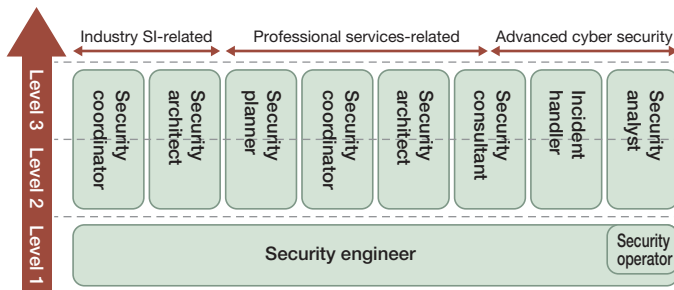 Industry SI-related
Professional services-related
Advanced cyber security
Level 3
Level 2
Level 1
Security
coordinator
Security
architect
Security
planner
Security
coordinator
Security
architect
Security
consultant
Incident
handler
Security
analyst
Security engineer
Security
operator